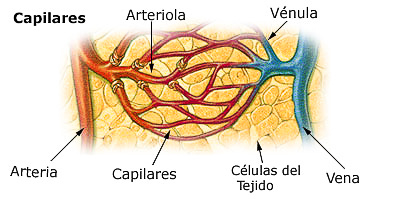 Capilares
Arteriola
Vénula
Arteria
Capilares
Células del
Tejido
Vena